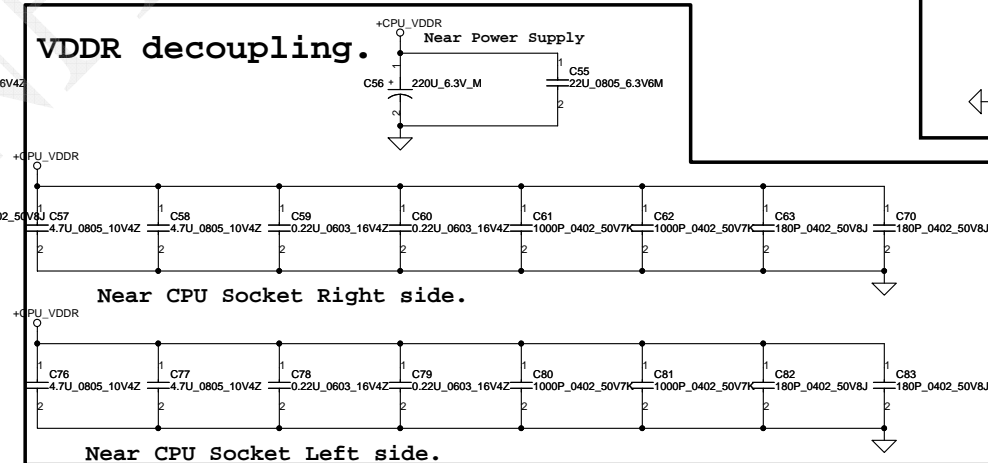 +CPU_VDDR
VDDR decoupling.
Near Power Supply
6V4Z
C56
+
1
220U_6.3V_M
2
1
C55
22U_0805_6.3V6M
2
+CPU_VDDR
02_50V8J
1 1 1 1 1 1 1 1
C57 C58 C59 C60 C61 C62 C63 C70
4.7U_0805_10V4Z 4.7U_0805_10V4Z 0.22U_0603_16V4Z 0.22U_0603_16V4Z 1000P_0402_50V7K 1000P_0402_50V7K 180P_0402_50V8J 180P_0402_50V8J
2 2 2 2 2 2 2 2
Near CPU Socket Right side.
+CPU_VDDR
1 1 1 1 1 1 1 1
C76 C77 C78 C79 C80 C81 C82 C83
4.7U_0805_10V4Z 4.7U_0805_10V4Z 0.22U_0603_16V4Z 0.22U_0603_16V4Z 1000P_0402_50V7K 1000P_0402_50V7K 180P_0402_50V8J 180P_0402_50V8J
2 2 2 2 2 2 2 2
Near CPU Socket Left side.